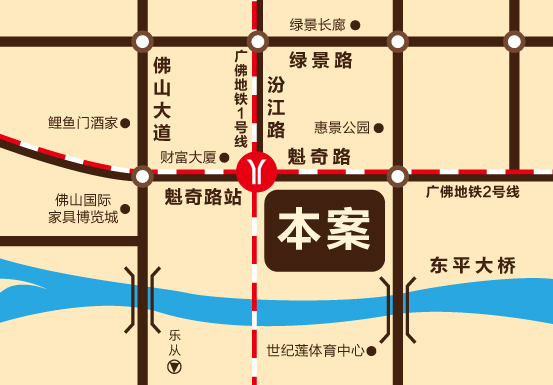 绿景长廊
绿景路
广佛地铁1号线
佛山大道
汾江路
鲤鱼门酒家
惠景公园
财富大厦
魁奇路
魁奇路站
广佛地铁2号线
佛山国际
家具博览城
本案
东平大桥
乐从
世纪莲体育中心